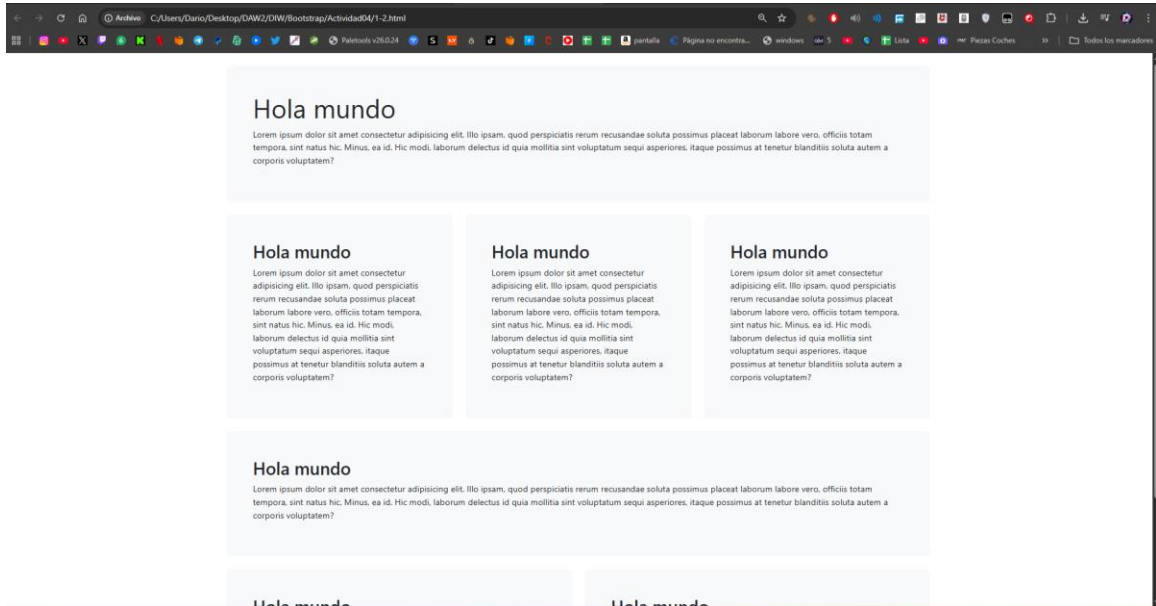 Archivo C:/Users/Dario/Desktop/DAW2/DIW/Bootstrap/Actividad04/1-2.html
Paletools v26.0.24
pantalla
Página no encontra...
windows
Lista
Piezas Coches
Todos los marcadores
Hola mundo
Lorem ipsum dolor sit amet consectetur adipisicing elit. Illo ipsam, quod perspiciatis rerum recusandae soluta possimus placeat laborum labore vero, officiis totam
tempora, sint natus hic. Minus, ea id. Hic modi, laborum delectus id quia mollitia sint voluptatum sequi asperiores, itaque possimus at tenetur blanditiis soluta autem a
corporis voluptatem?
Hola mundo
Lorem ipsum dolor sit amet consectetur
adipisicing elit. Illo ipsam, quod perspiciatis
rerum recusandae soluta possimus placeat
laborum labore vero, officiis totam tempora,
sint natus hic. Minus, ea id. Hic modi,
laborum delectus id quia mollitia sint
voluptatum sequi asperiores, itaque
possimus at tenetur blanditiis soluta autem a
corporis voluptatem?
Hola mundo
Lorem ipsum dolor sit amet consectetur
adipisicing elit. Illo ipsam, quod perspiciatis
rerum recusandae soluta possimus placeat
laborum labore vero, officiis totam tempora,
sint natus hic. Minus, ea id. Hic modi,
laborum delectus id quia mollitia sint
voluptatum sequi asperiores, itaque
possimus at tenetur blanditiis soluta autem a
corporis voluptatem?
Hola mundo
Lorem ipsum dolor sit amet consectetur
adipisicing elit. Illo ipsam, quod perspiciatis
rerum recusandae soluta possimus placeat
laborum labore vero, officiis totam tempora,
sint natus hic. Minus, ea id. Hic modi,
laborum delectus id quia mollitia sint
voluptatum sequi asperiores, itaque
possimus at tenetur blanditiis soluta autem a
corporis voluptatem?
Hola mundo
Lorem ipsum dolor sit amet consectetur adipisicing elit. Illo ipsam, quod perspiciatis rerum recusandae soluta possimus placeat laborum labore vero, officiis totam
tempora, sint natus hic. Minus, ea id. Hic modi, laborum delectus id quia mollitia sint voluptatum sequi asperiores, itaque possimus at tenetur blanditiis soluta autem a
corporis voluptatem?
Hola mundo
Hola mundo